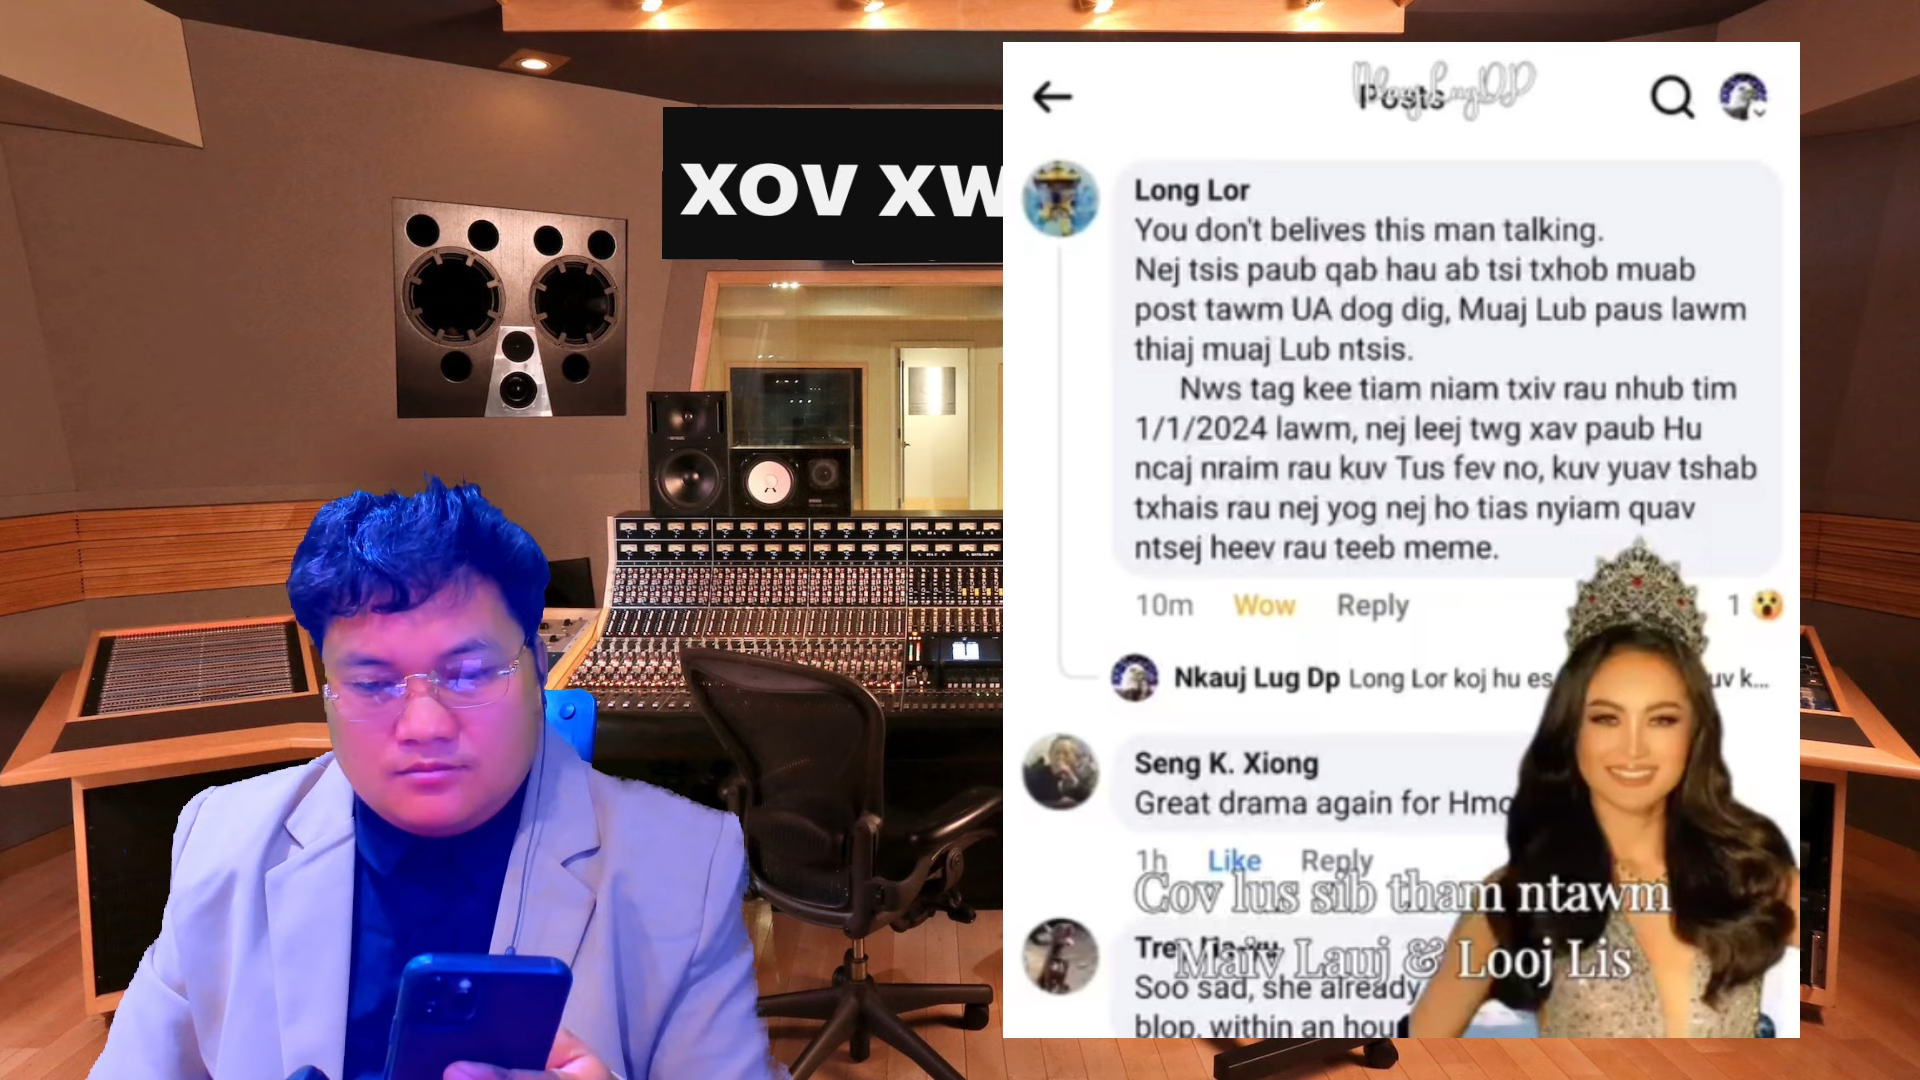 XOV XW
Posts
Long Lor
You don't belives this man talking.
Nej tsis paub qab hau ab tsi txhob muab
post tawm UA dog dig, Muaj Lub paus lawm
thiaj muaj Lub ntsis.
Nws tag kee tiam niam txiv rau nhub tim
1/1/2024 lawm, nej leej twg xav paub Hu
ncaj nraim rau kuv Tus fev no, kuv yuav tshab
txhais rau nej yog nej ho tias nyiam quav
ntsej heev rau teeb meme.
10m Wow Reply 1
Nkauj Lug Dp Long Lor koj hu es uv k...
Seng K. Xiong
Great drama again for Hmo
1h Like Reply
Cov lus sib tham ntawm
Maiv Lauj & Looj Lis
Soo sad, she already
blop, within an hour